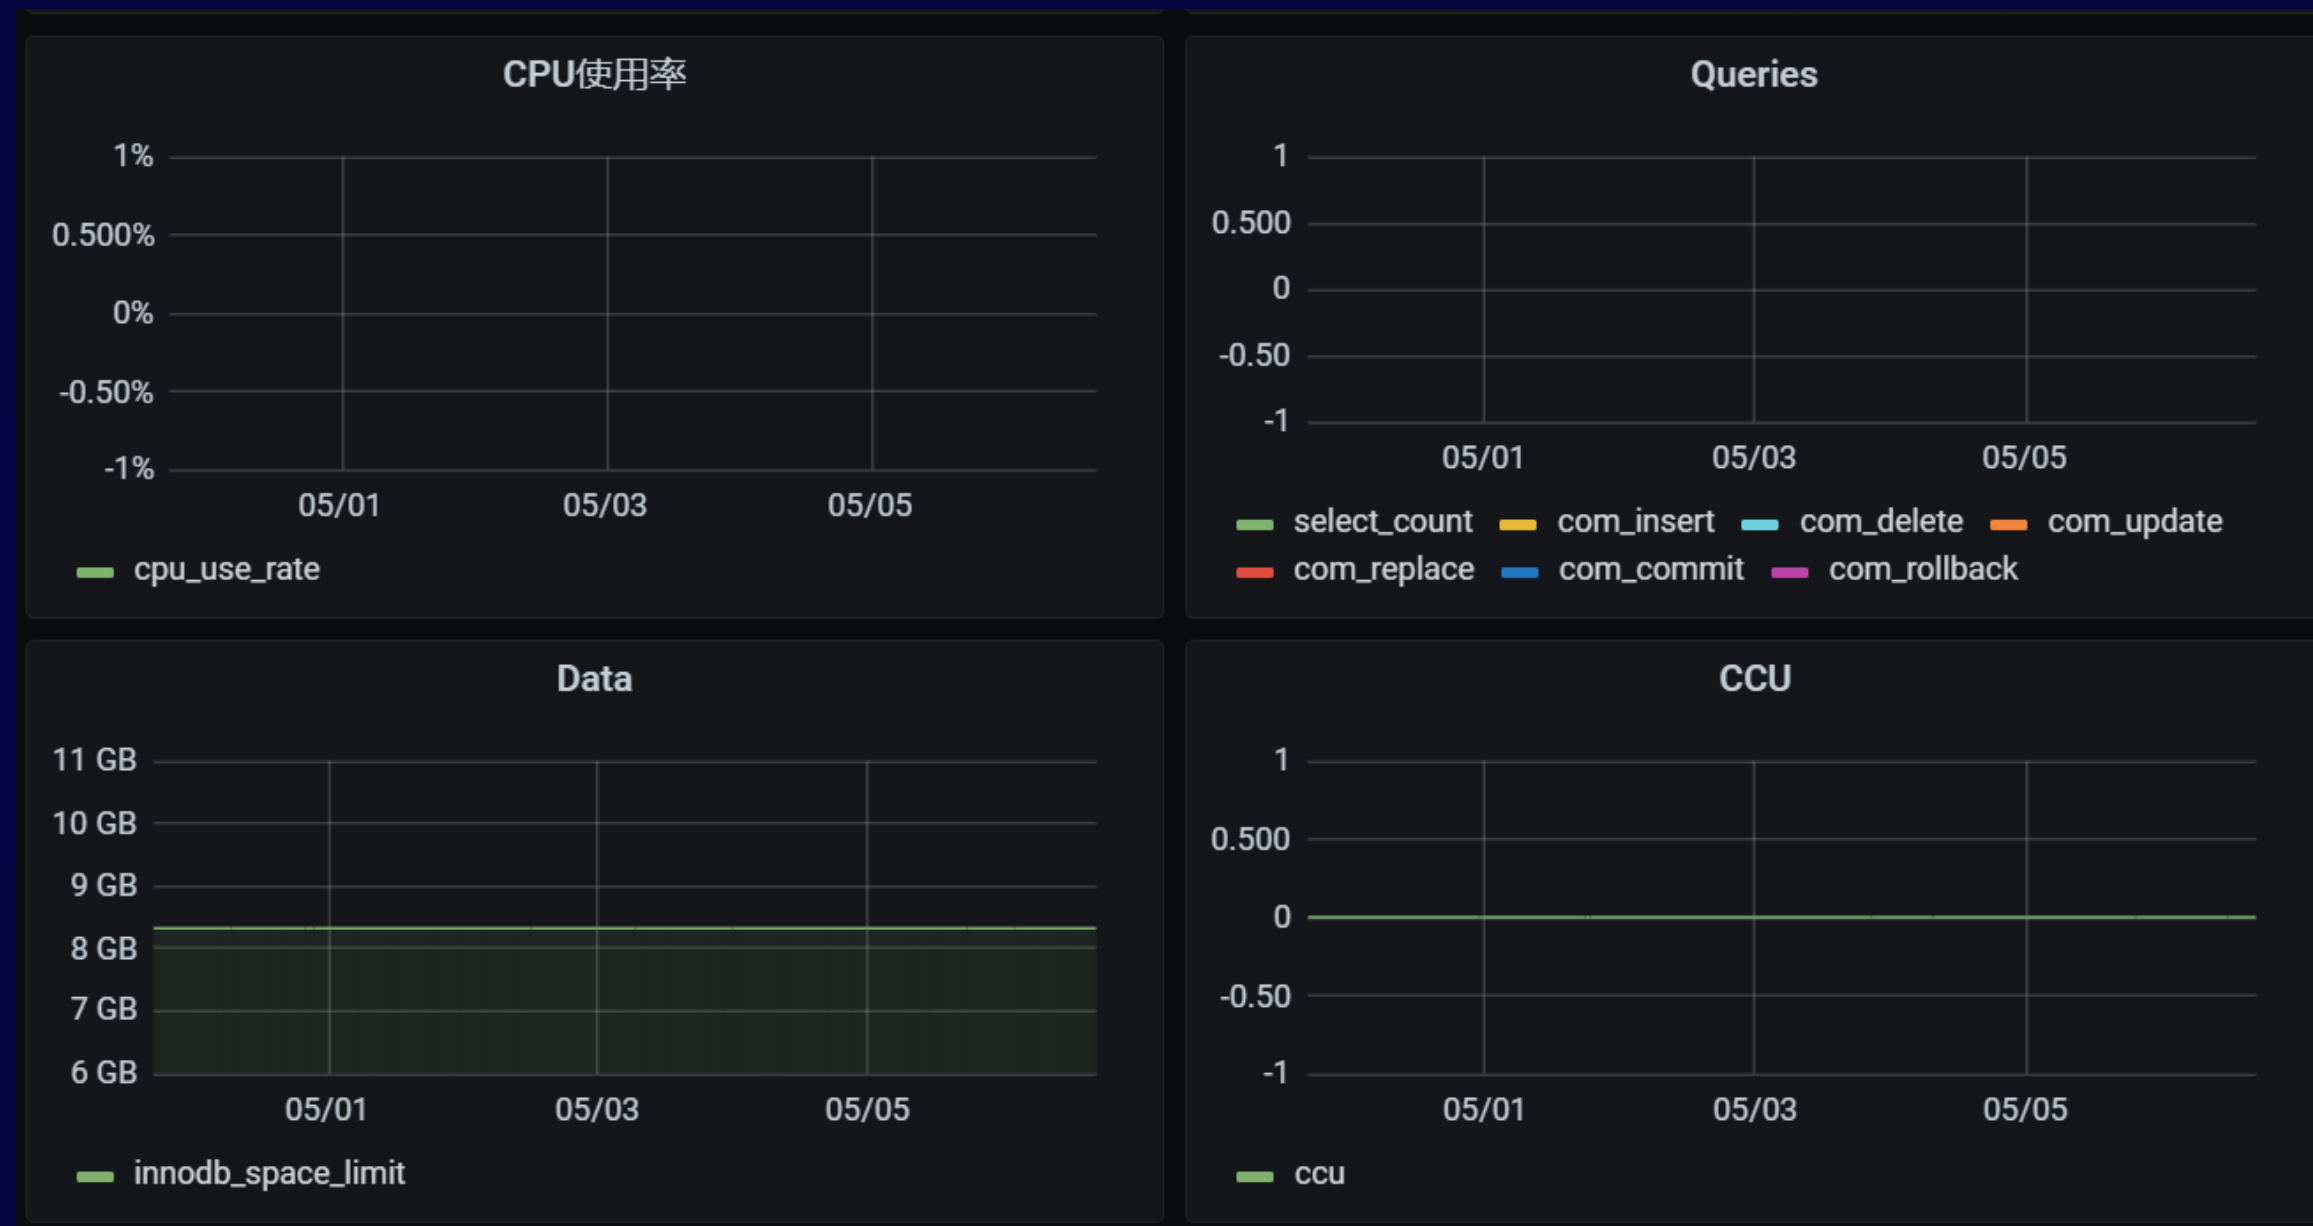 CPU使用率
1%
0.500%
0%
-0.50%
-1%
05/01 05/03 05/05
cpu_use_rate
Queries
1
0.500
0
-0.50
-1
05/01 05/03 05/05
select_count com_insert com_delete com_update
com_replace com_commit com_rollback
Data
11 GB
10 GB
9 GB
8 GB
7 GB
6 GB
05/01 05/03 05/05
innodb_space_limit
CCU
1
0.500
0
-0.50
-1
05/01 05/03 05/05
ccu